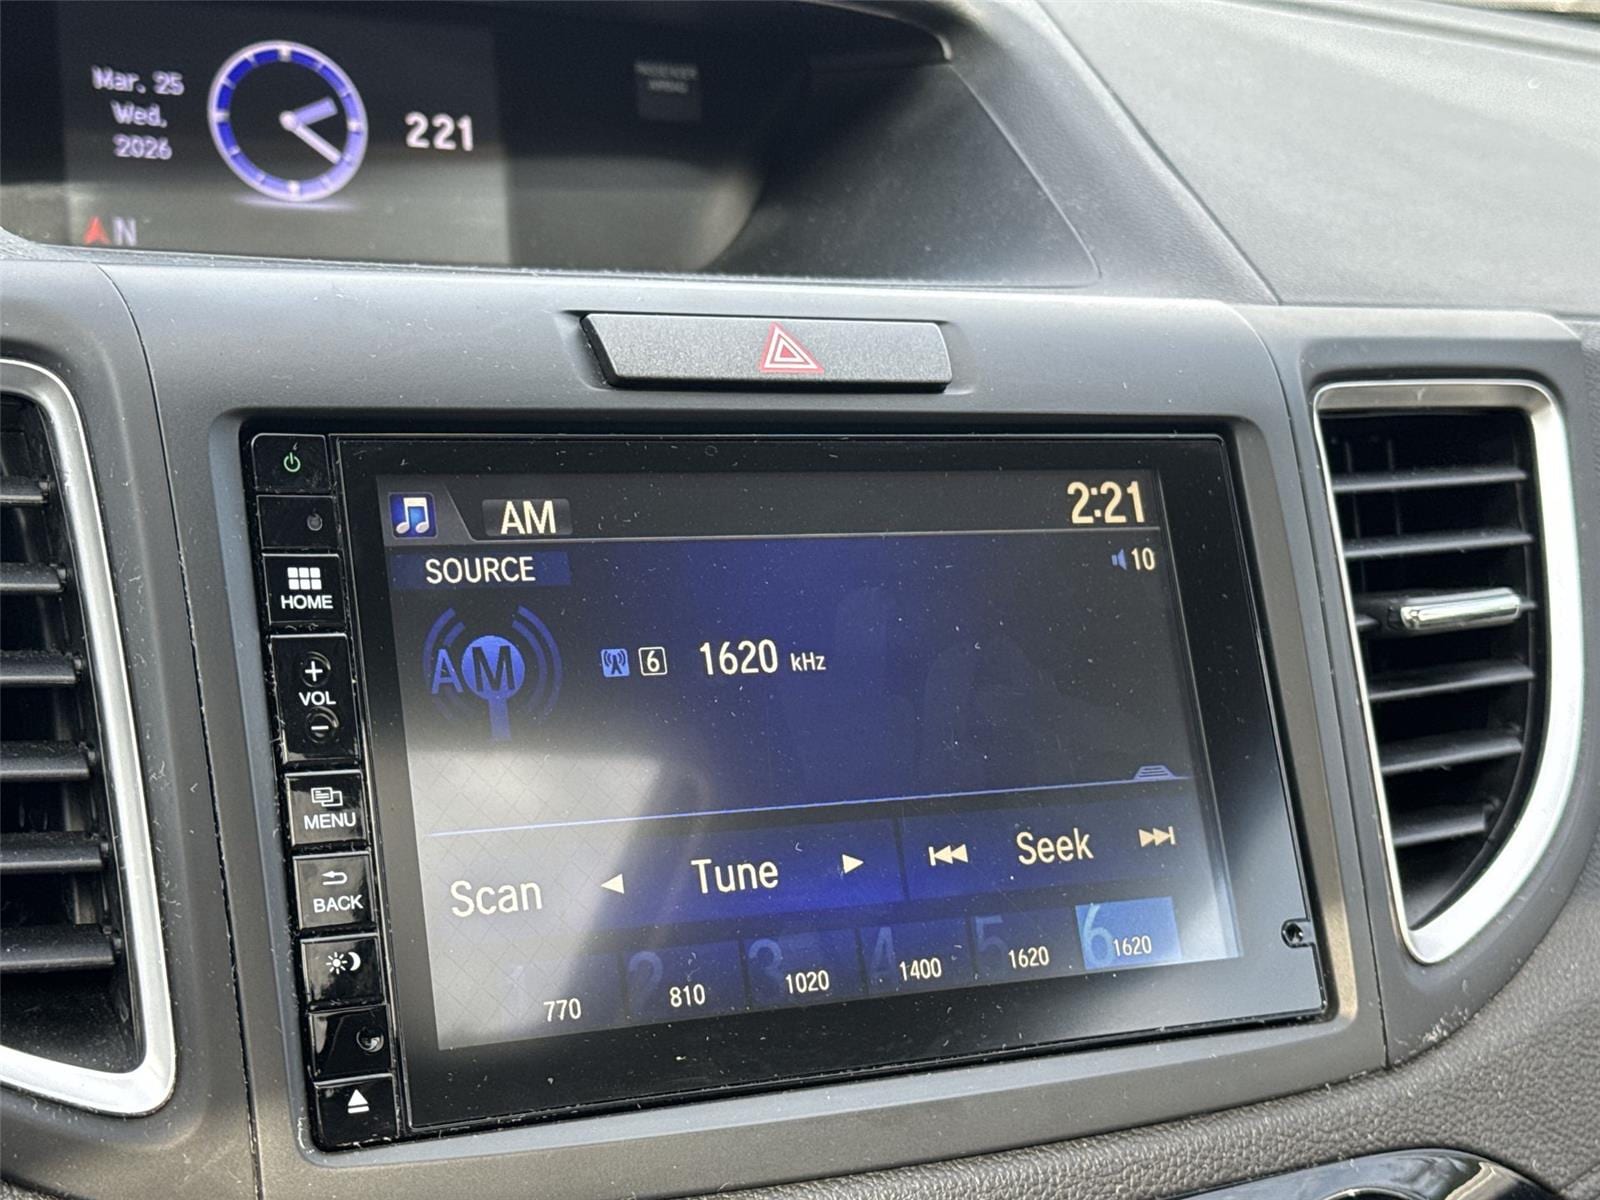 Mar. 25
Wed.
2026
221
N
AM
2:21
SOURCE
10
HOME
AM
6 1620 kHz
+
VOL
-
MENU
Scan Tune Seek
BACK
1 770
2 810
3 1020
4 1400
5 1620
6 1620